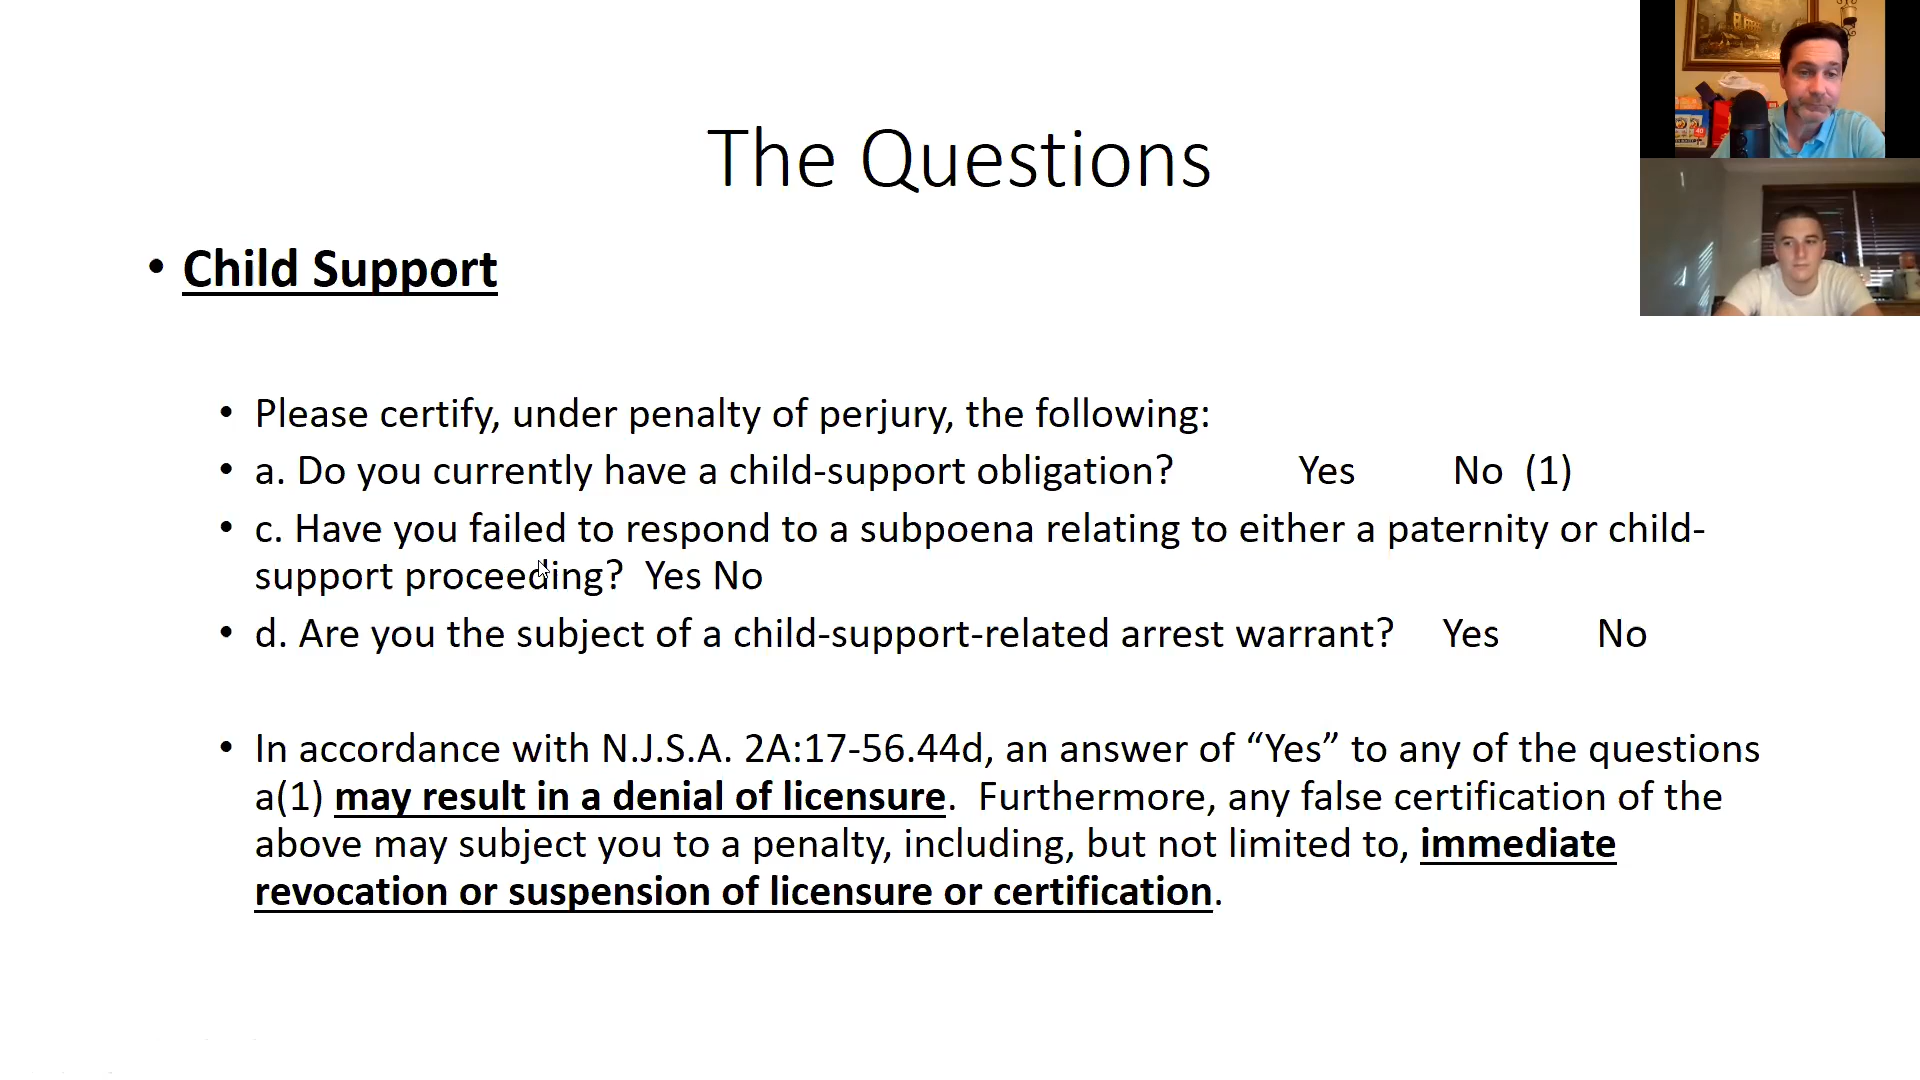 The Questions
• Child Support
• Please certify, under penalty of perjury, the following:
• a. Do you currently have a child-support obligation? Yes No (1)
• c. Have you failed to respond to a subpoena relating to either a paternity or child-
support proceeding? Yes No
• d. Are you the subject of a child-support-related arrest warrant? Yes No
• In accordance with N.J.S.A. 2A:17-56.44d, an answer of “Yes” to any of the questions
a(1) may result in a denial of licensure. Furthermore, any false certification of the
above may subject you to a penalty, including, but not limited to, immediate
revocation or suspension of licensure or certification.